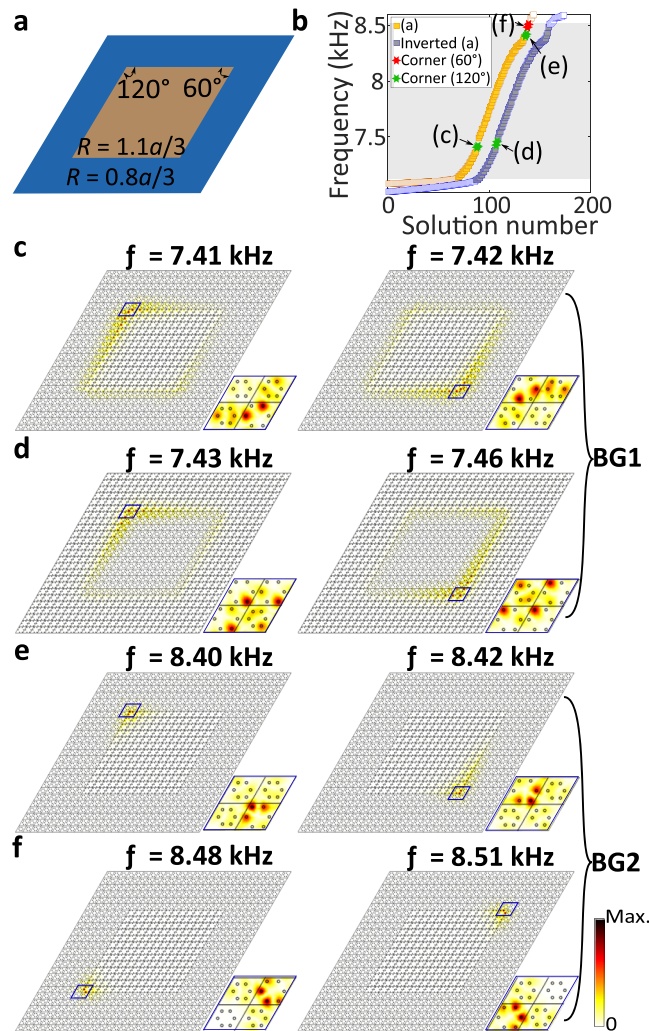 a
120°
60°
R = 1.1a/3
R = 0.8a/3
b
Frequency (kHz)
8.5
8
7.5
0
100
200
Solution number
(a)
Inverted (a)
Corner (60°)
Corner (120°)
(f)
(e)
(c)
(d)
c
ƒ = 7.41 kHz
ƒ = 7.42 kHz
d
ƒ = 7.43 kHz
ƒ = 7.46 kHz
BG1
e
ƒ = 8.40 kHz
ƒ = 8.42 kHz
f
ƒ = 8.48 kHz
ƒ = 8.51 kHz
BG2
Max.
0